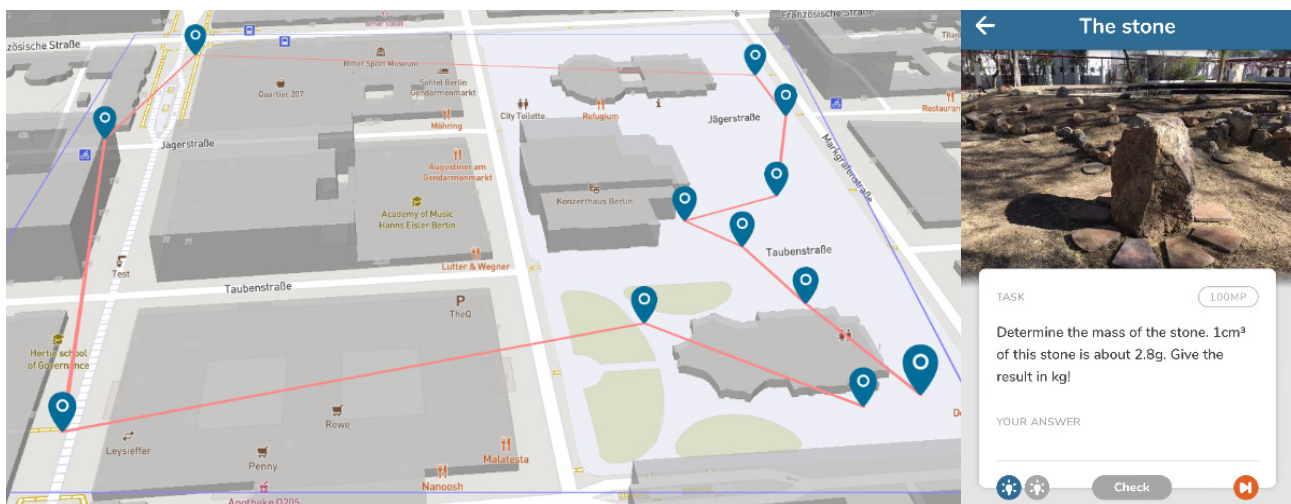 Französische Straße
Französische Straße
Ritter Sport Museum
Quartier 207
Sofitel Berlin
Gendarmenmarkt
Möhring
City Toilette
Refugium
Jägerstraße
Jägerstraße
Markgrafenstraße
Augustiner am
Gendarmenmarkt
Konzerthaus Berlin
Academy of Music
Hanns Eisler Berlin
Lutter & Wegner
Taubenstraße
Test
Taubenstraße
P
TheQ
Hertie school
of Governance
Rewe
Leysieffer
Penny
Malatesta
Nanoosh
Apotheke Q205
The stone
TASK
100MP
Determine the mass of the stone. 1cm³
of this stone is about 2.8g. Give the
result in kg!
YOUR ANSWER
Check